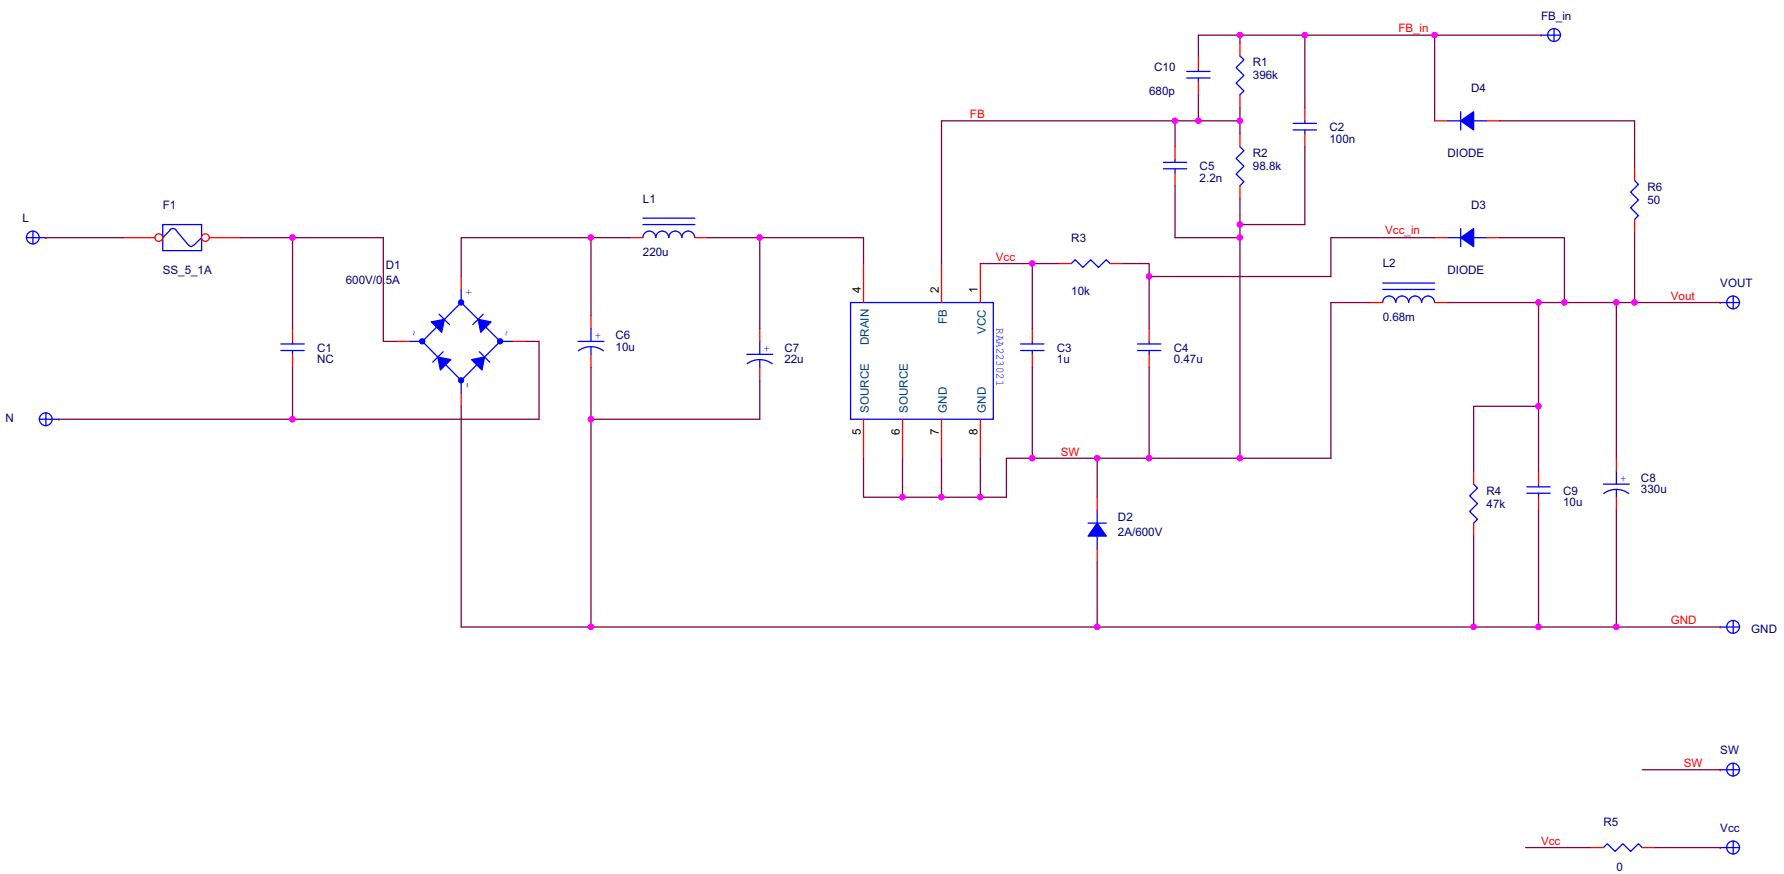 FB_in
FB_in
C10
680p
R1
396k
D4
DIODE
FB
C2
100n
C5
2.2n
R2
98.8k
R6
50
L
F1
SS_5_1A
L1
220u
D1
600V/0.5A
R3
10k
Vcc
Vcc_in
D3
DIODE
L2
0.68m
VOUT
Vout
4
2
1
DRAIN
FB
VCC
RAA223021
SOURCE
SOURCE
GND
GND
5
6
7
8
C1
NC
C6
10u
C7
22u
C3
1u
C4
0.47u
N
SW
D2
2A/600V
R4
47k
C9
10u
C8
330u
GND
GND
SW
SW
R5
Vcc
Vcc
0